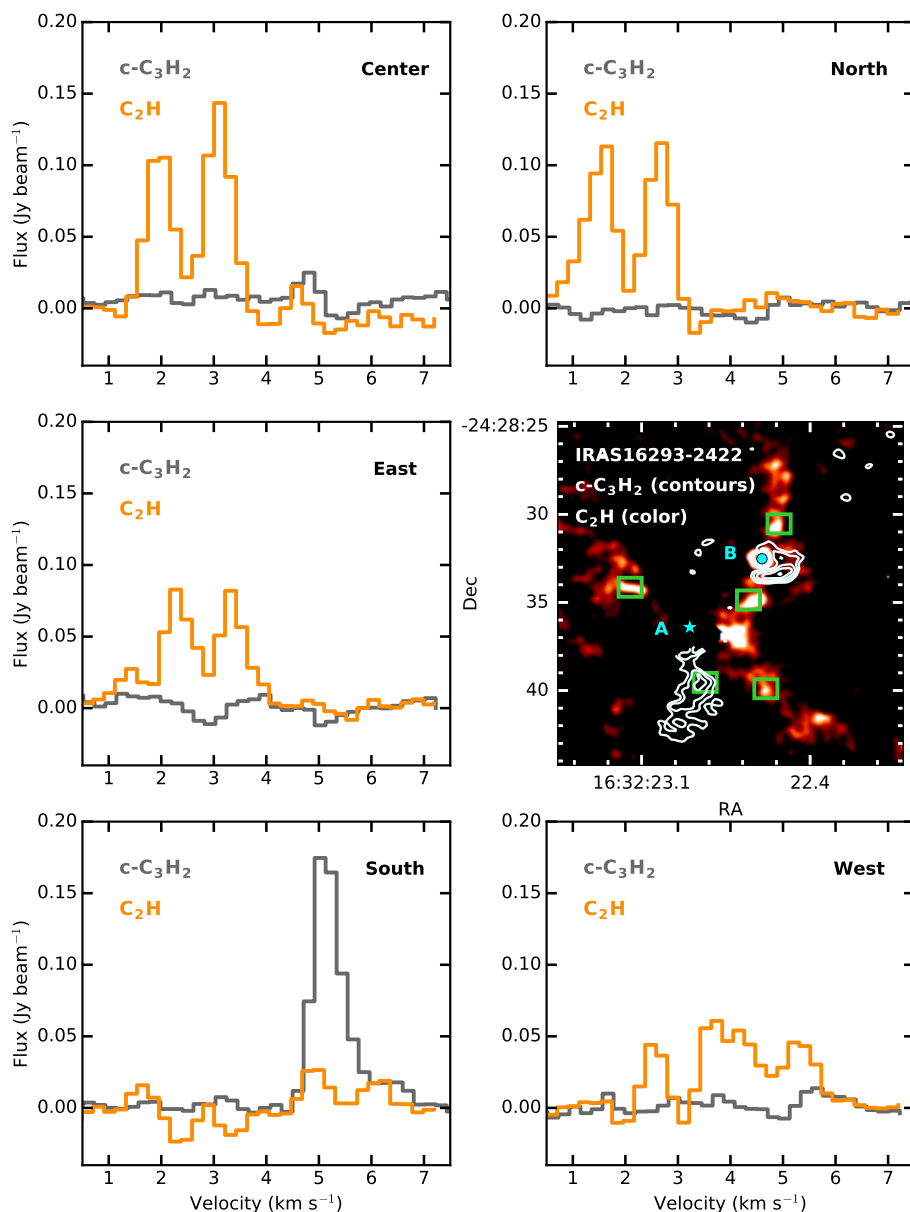 0.20
0.15
0.10
0.05
0.00
Flux (Jy beam⁻¹)
c-C₃H₂
C₂H
Center
1 2 3 4 5 6 7
0.20
0.15
0.10
0.05
0.00
c-C₃H₂
C₂H
North
1 2 3 4 5 6 7
0.20
0.15
0.10
0.05
0.00
Flux (Jy beam⁻¹)
c-C₃H₂
C₂H
East
1 2 3 4 5 6 7
-24:28:25
30
35
40
Dec
IRAS16293-2422
c-C₃H₂ (contours)
C₂H (color)
B
A
16:32:23.1 22.4
RA
0.20
0.15
0.10
0.05
0.00
Flux (Jy beam⁻¹)
c-C₃H₂
C₂H
South
1 2 3 4 5 6 7
Velocity (km s⁻¹)
0.20
0.15
0.10
0.05
0.00
c-C₃H₂
C₂H
West
1 2 3 4 5 6 7
Velocity (km s⁻¹)